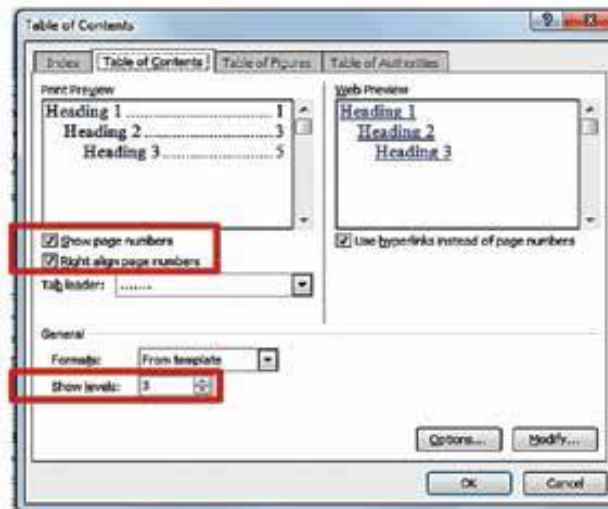 Table of Contents
Index
Table of Contents
Table of Figures
Table of Authorities
Print Preview
Heading 1 ........................... 1
Heading 2 ........................ 3
Heading 3 ..................... 5
Web Preview
Heading 1
Heading 2
Heading 3
Show page numbers
Right align page numbers
Use hyperlinks instead of page numbers
Tab leader: .......
General
Formats: From template
Show levels: 3
Options... Modify...
OK Cancel